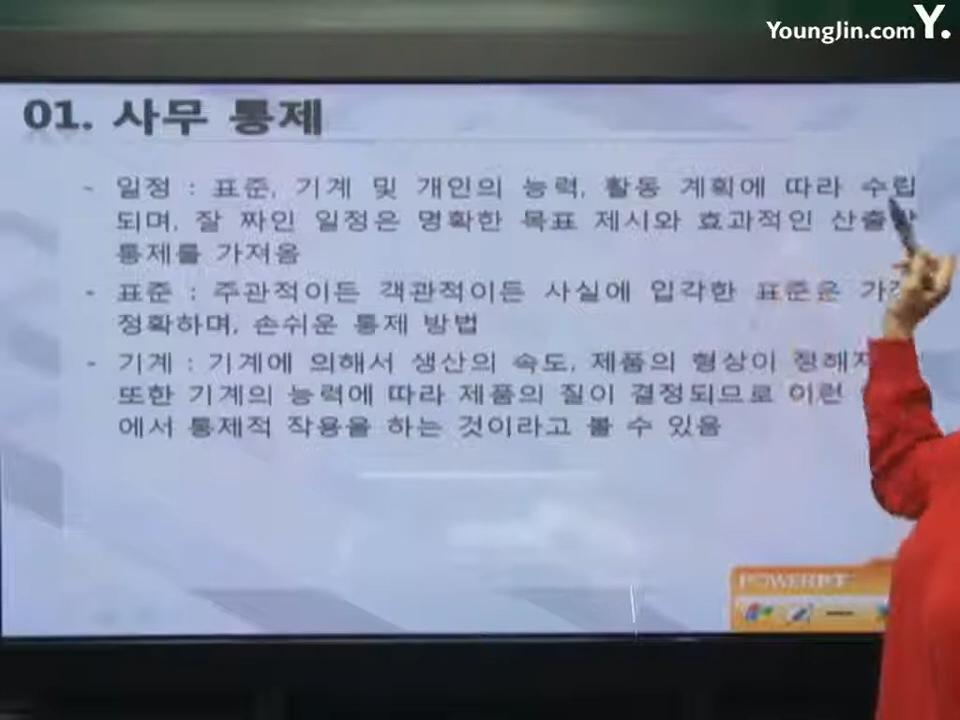 YoungJin.com Y.
01. 사무 통제
- 일정 : 표준, 기계 및 개인의 능력, 활동 계획에 따라 수립
되며, 잘 짜인 일정은 명확한 목표 제시와 효과적인
통제를 가져옴
- 표준 : 주관적이든 객관적이든 사실에 입각한 표준은
정확하며, 손쉬운 통제 방법
- 기계 : 기계에 의해서 생산의 속도, 제품의 형상이
또한 기계의 능력에 따라 제품의 질이 결정되므로 이런
에서 통제적 작용을 하는 것이라고 볼 수 있음
POWERPT